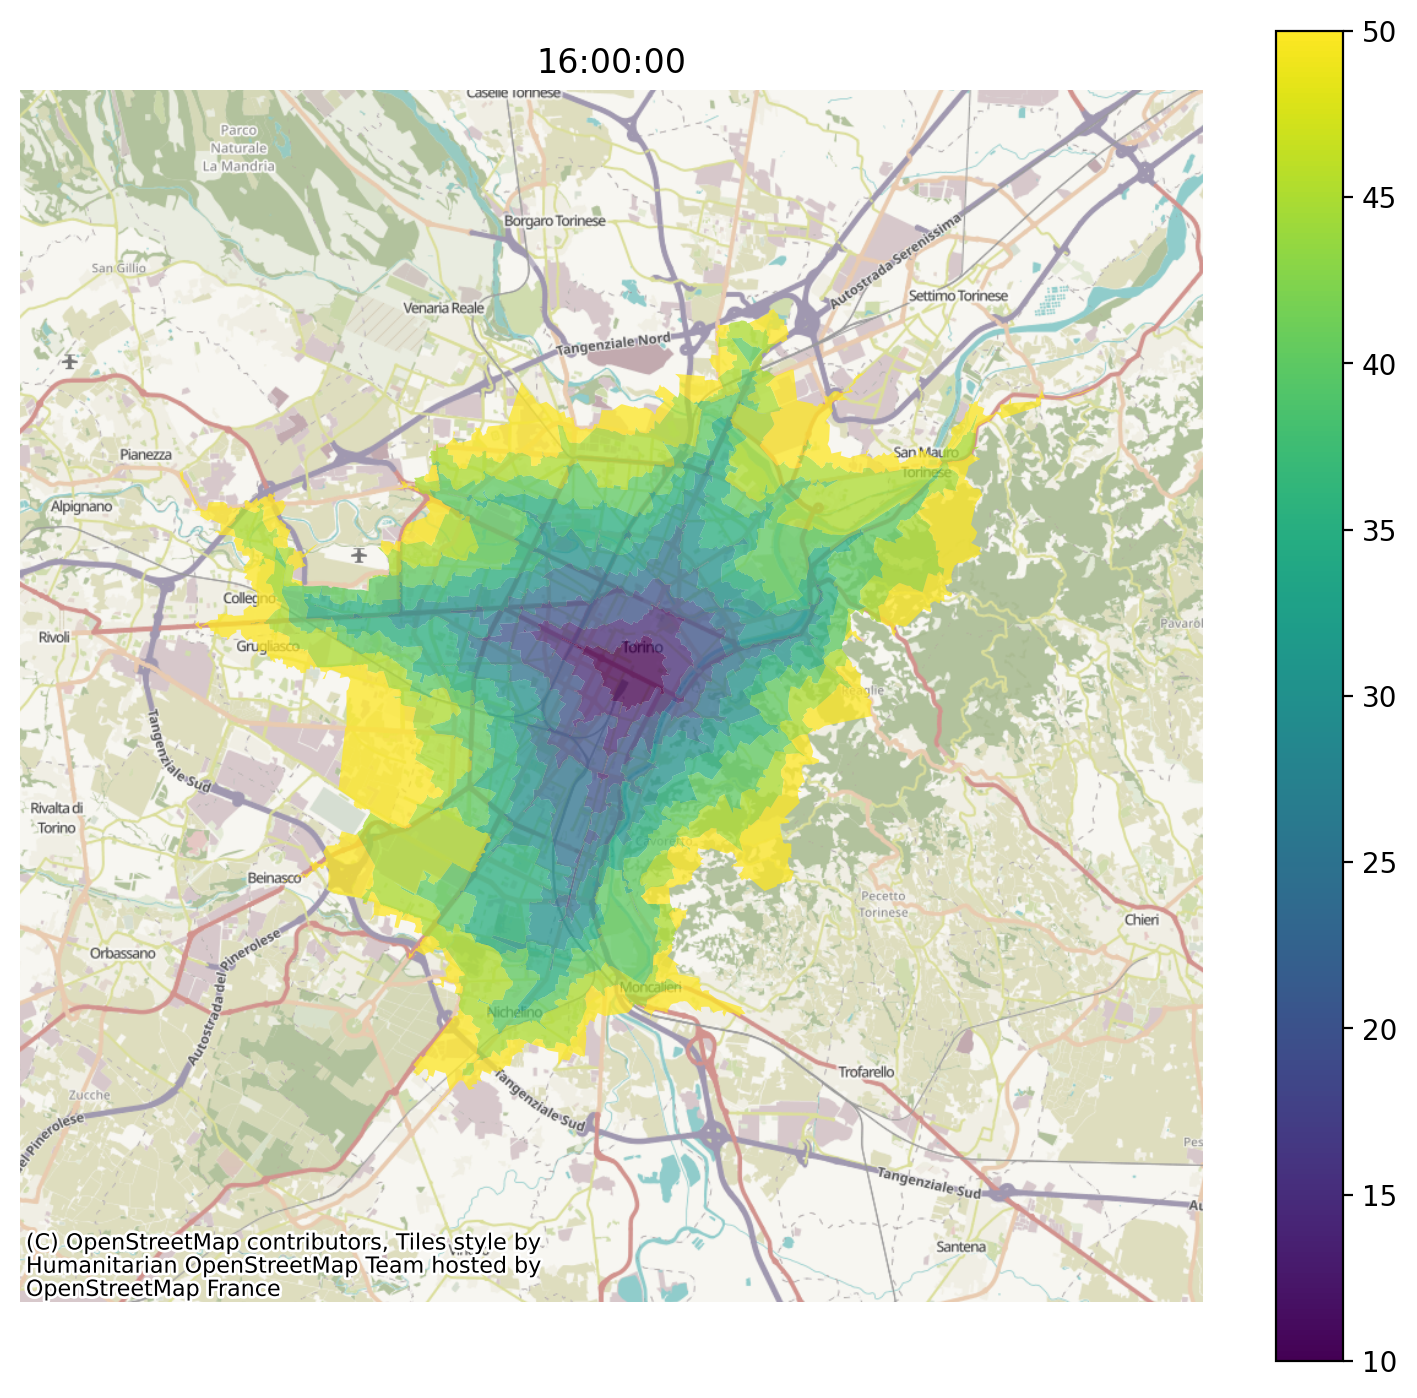 16:00:00
50
45
40
35
30
25
20
15
10
Caselle Torinese
Parco
Naturale
La Mandria
Borgaro Torinese
Autostrada Serenissima
San Gillio
Settimo Torinese
Venaria Reale
Tangenziale Nord
Pianezza
San Mauro
Torinese
Alpignano
Collegno
Rivoli
Grugliasco
Torino
Tangenziale Sud
Rivalta di
Torino
Cavoretto
Beinasco
Pecetto
Torinese
Chieri
Orbassano
Autostrada del Pinerolese
Moncalieri
Nichelino
Trofarello
Zucche
Tangenziale Sud
del Pinerolese
Tangenziale Sud
Santena
(C) OpenStreetMap contributors, Tiles style by
Humanitarian OpenStreetMap Team hosted by
OpenStreetMap France